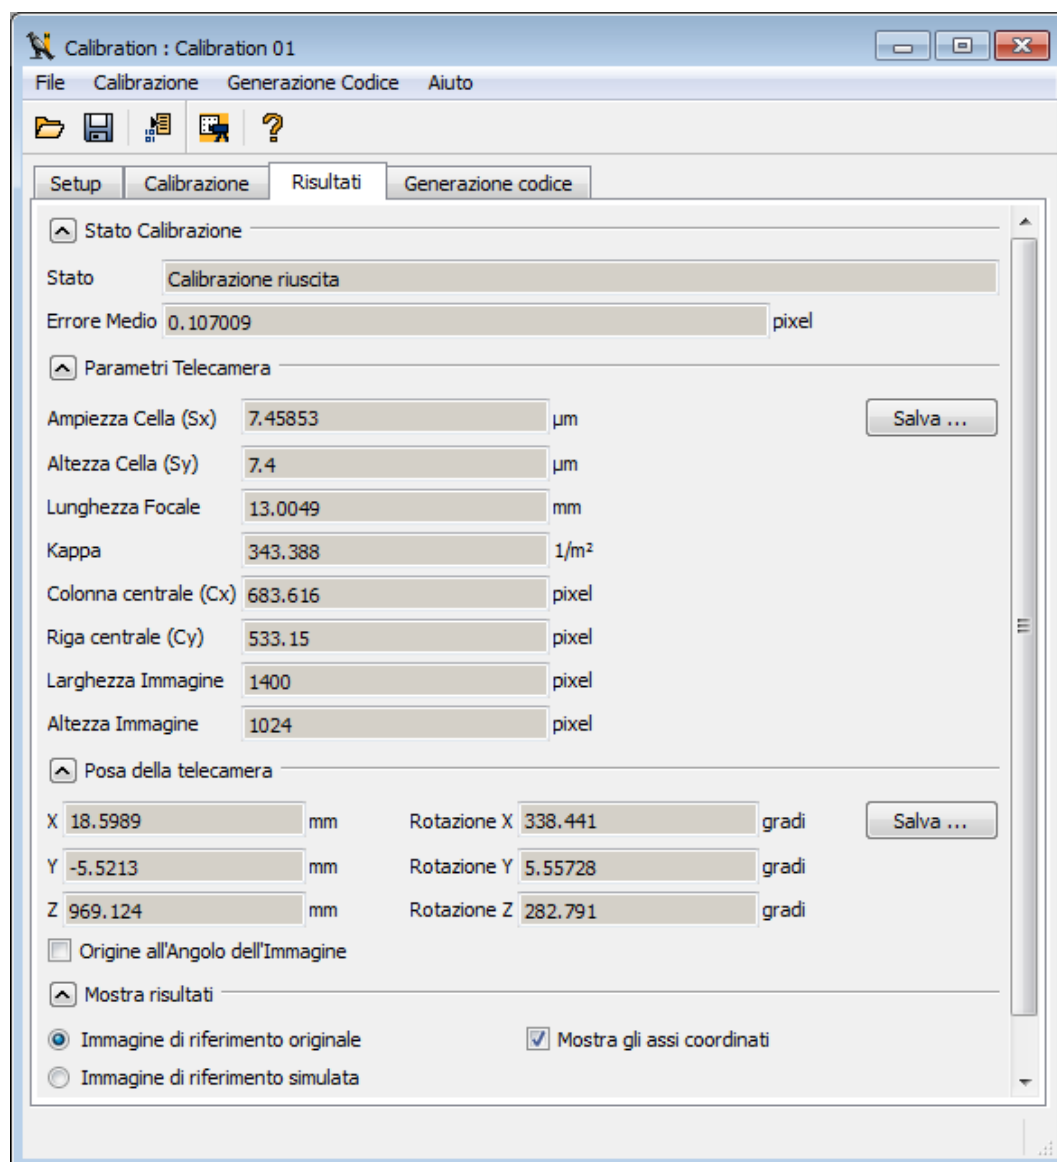 Calibration : Calibration 01
File Calibrazione Generazione Codice Aiuto
Setup Calibrazione Risultati Generazione codice
Stato Calibrazione
Stato Calibrazione riuscita
Errore Medio 0.107009 pixel
Parametri Telecamera
Ampiezza Cella (Sx) 7.45853 µm Salva ...
Altezza Cella (Sy) 7.4 µm
Lunghezza Focale 13.0049 mm
Kappa 343.388 1/m²
Colonna centrale (Cx) 683.616 pixel
Riga centrale (Cy) 533.15 pixel
Larghezza Immagine 1400 pixel
Altezza Immagine 1024 pixel
Posa della telecamera
X 18.5989 mm Rotazione X 338.441 gradi Salva ...
Y -5.5213 mm Rotazione Y 5.55728 gradi
Z 969.124 mm Rotazione Z 282.791 gradi
Origine all'Angolo dell'Immagine
Mostra risultati
Immagine di riferimento originale Mostra gli assi coordinati
Immagine di riferimento simulata